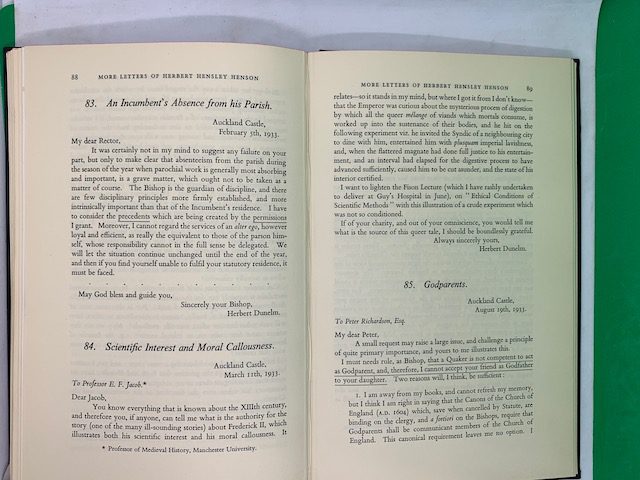 88 MORE LETTERS OF HERBERT HENSLEY HENSON
83. An Incumbent's Absence from his Parish.
Auckland Castle,
February 5th, 1933.
My dear Rector,
It was certainly not in my mind to suggest any failure on your
part, but only to make clear that absenteeism from the parish during
the season of the year when parochial work is generally most absorbing
and important, is a grave matter, which ought not to be taken as a
matter of course. The Bishop is the guardian of discipline, and there
are few disciplinary principles more firmly established, and more
intrinsically important than that of the Incumbent's residence. I have
to consider the precedents which are being created by the permissions
I grant. Moreover, I cannot regard the services of an alter ego, however
loyal and efficient, as really the equivalent to those of the parson him-
self, whose responsibility cannot in the full sense be delegated. We
will let the situation continue unchanged until the end of the year,
and then if you find yourself unable to fulfil your statutory residence, it
must be faced.
. . . . . . . . . .
May God bless and guide you,
Sincerely your Bishop,
Herbert Dunelm.
84. Scientific Interest and Moral Callousness.
Auckland Castle,
March 11th, 1933.
To Professor E. F. Jacob.*
Dear Jacob,
You know everything that is known about the XIIIth century,
and therefore you, if anyone, can tell me what is the authority for the
story (one of the many ill-sounding stories) about Frederick II, which
illustrates both his scientific interest and his moral callousness. It
* Professor of Medieval History, Manchester University.
MORE LETTERS OF HERBERT HENSLEY HENSON 89
relates—so it stands in my mind, but where I got it from I don't know—
that the Emperor was curious about the mysterious process of digestion
by which all the queer mélange of viands which mortals consume, is
worked up into the sustenance of their bodies, and he hit on the
following experiment viz. he invited the Syndic of a neighbouring city
to dine with him, entertained him with plusquam imperial lavishness,
and, when the flattered magnate had done full justice to his entertain-
ment, and an interval had elapsed for the digestive process to have
advanced sufficiently, caused him to be cut asunder, and the state of his
interior certified.
I want to lighten the Fison Lecture (which I have rashly undertaken
to deliver at Guy's Hospital in June), on "Ethical Conditions of
Scientific Methods" with this illustration of a crude experiment which
was not so conditioned.
If of your charity, and out of your omniscience, you would tell me
what is the source of this queer tale, I should be boundlessly grateful.
Always sincerely yours,
Herbert Dunelm.
85. Godparents.
Auckland Castle,
August 19th, 1933.
To Peter Richardson, Esq.
My dear Peter,
A small request may raise a large issue, and challenge a principle
of quite primary importance, and yours to me illustrates this.
I must needs role, as Bishop, that a Quaker is not competent to act
as Godparent, and, therefore, I cannot accept your friend as Godfather
to your daughter. Two reasons will, I think, be sufficient:
1. I am away from my books, and cannot refresh my memory,
but I think I am right in saying that the Canons of the Church of
England (A.D. 1604) which, save when cancelled by Statute, are
binding on the clergy, and a fortiori on the Bishops, require that
Godparents shall be communicant members of the Church of
England. This canonical requirement leaves me no option. I